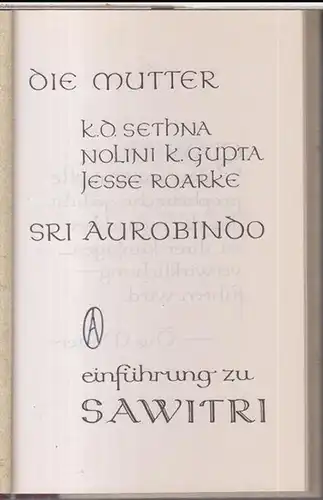 Die Mutter
K.D. Sethna
Nolini K. Gupta
Jesse Roarke
Sri Aurobindo
einführung zu
SAWITRI